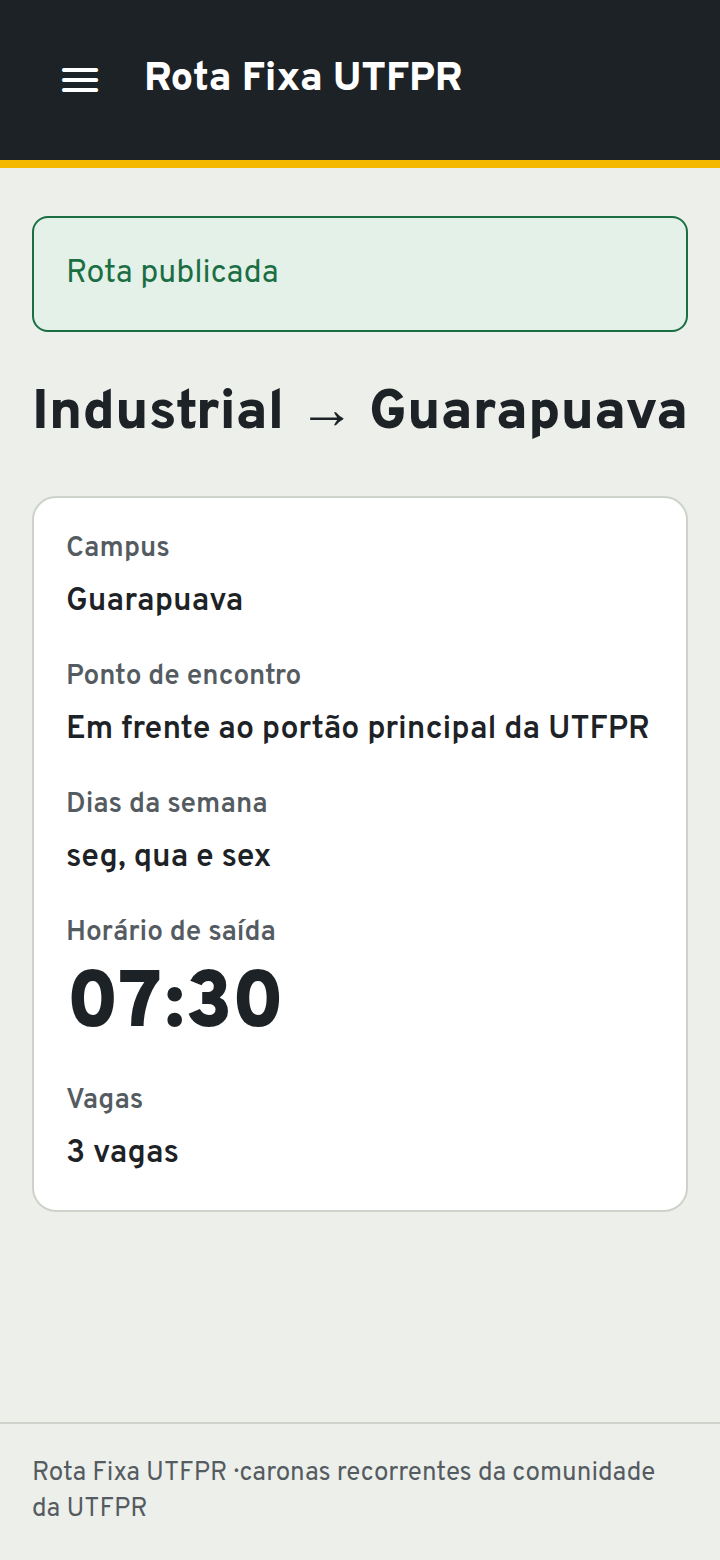 Rota Fixa UTFPR
Rota publicada
Industrial → Guarapuava
Campus
Guarapuava
Ponto de encontro
Em frente ao portão principal da UTFPR
Dias da semana
seg, qua e sex
Horário de saída
07:30
Vagas
3 vagas
Rota Fixa UTFPR ·caronas recorrentes da comunidade
da UTFPR